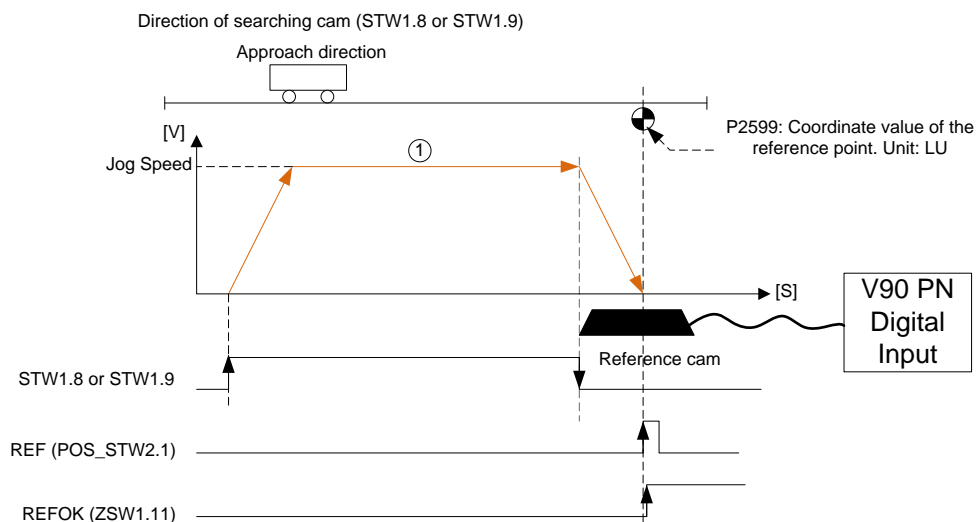 Direction of searching cam (STW1.8 or STW1.9)
Approach direction
[V]
P2599: Coordinate value of the
reference point. Unit: LU
Jog Speed
1
[S]
V90 PN
Digital
Input
Reference cam
STW1.8 or STW1.9
REF (POS_STW2.1)
REFOK (ZSW1.11)